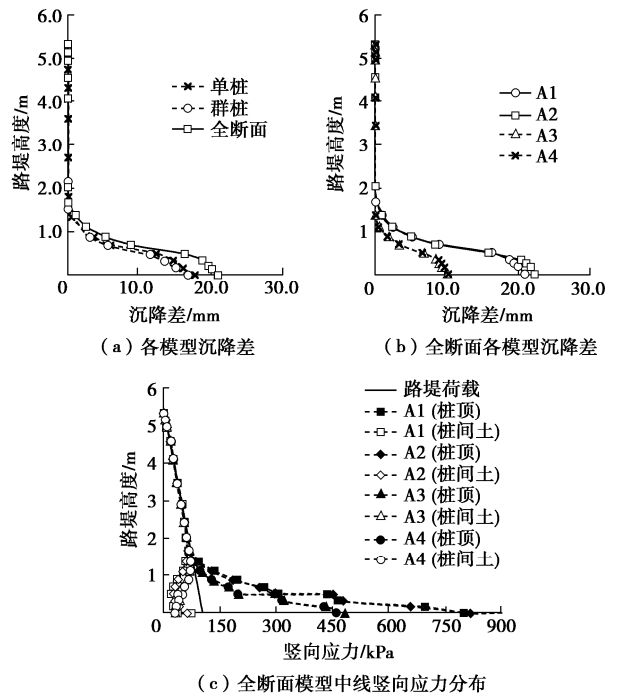 6.0
5.0
4.0
3.0
2.0
1.0
0
10.0
20.0
30.0
路堤高度/m
沉降差/mm
单桩
群桩
全断面
(a) 各模型沉降差
6
5
4
3
2
1
0
10.0
20.0
30.0
路堤高度/m
沉降差/mm
A1
A2
A3
A4
(b) 全断面各模型沉降差
6
5
4
3
2
1
0
0
150
300
450
600
750
900
路堤高度/m
竖向应力/kPa
路堤荷载
A1 (桩顶)
A1 (桩间土)
A2 (桩顶)
A2 (桩间土)
A3 (桩顶)
A3 (桩间土)
A4 (桩顶)
A4 (桩间土)
(c) 全断面模型中线竖向应力分布